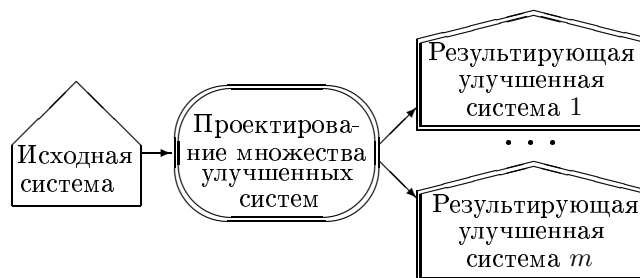 Исходная
система
Проектирова-
ние множества
улучшенных
систем
Результирующая
улучшенная
система 1
• • •
Результирующая
улучшенная
система m